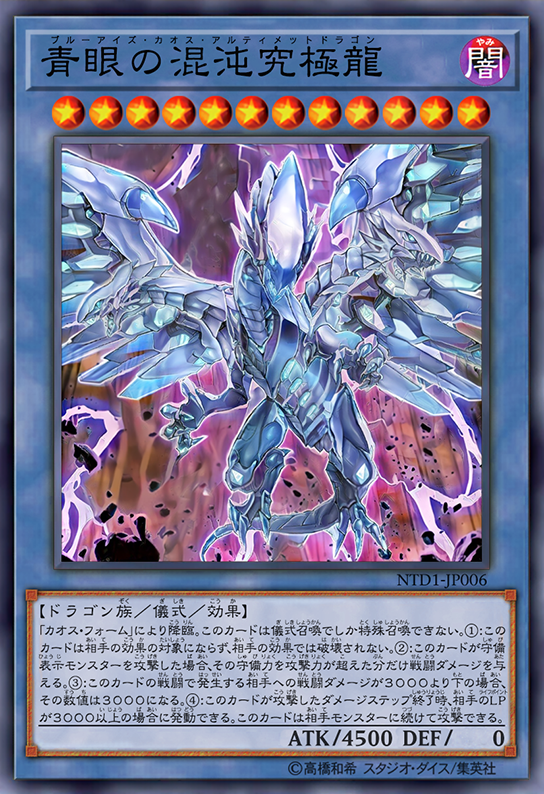 ブルーアイズ・カオス・アルティメットドラゴン
青眼の混沌究極龍
やみ
闇
NTD1-JP006
【ドラゴン族／儀式／効果】
「カオス・フォーム」により降臨。このカードは儀式召喚でしか特殊召喚できない。①:この
カードは相手の効果の対象にならず、相手の効果では破壊されない。②:このカードが守備
表示モンスターを攻撃した場合、その守備力を攻撃力が超えた分だけ戦闘ダメージを与
える。③:このカードの戦闘で発生する相手への戦闘ダメージが３０００より下の場合、
その数値は３０００になる。④:このカードが攻撃したダメージステップ終了時、相手のLP
が３０００以上の場合に発動できる。このカードは相手モンスターに続けて攻撃できる。
ATK/4500 DEF/ 0
©高橋和希 スタジオ・ダイス/集英社